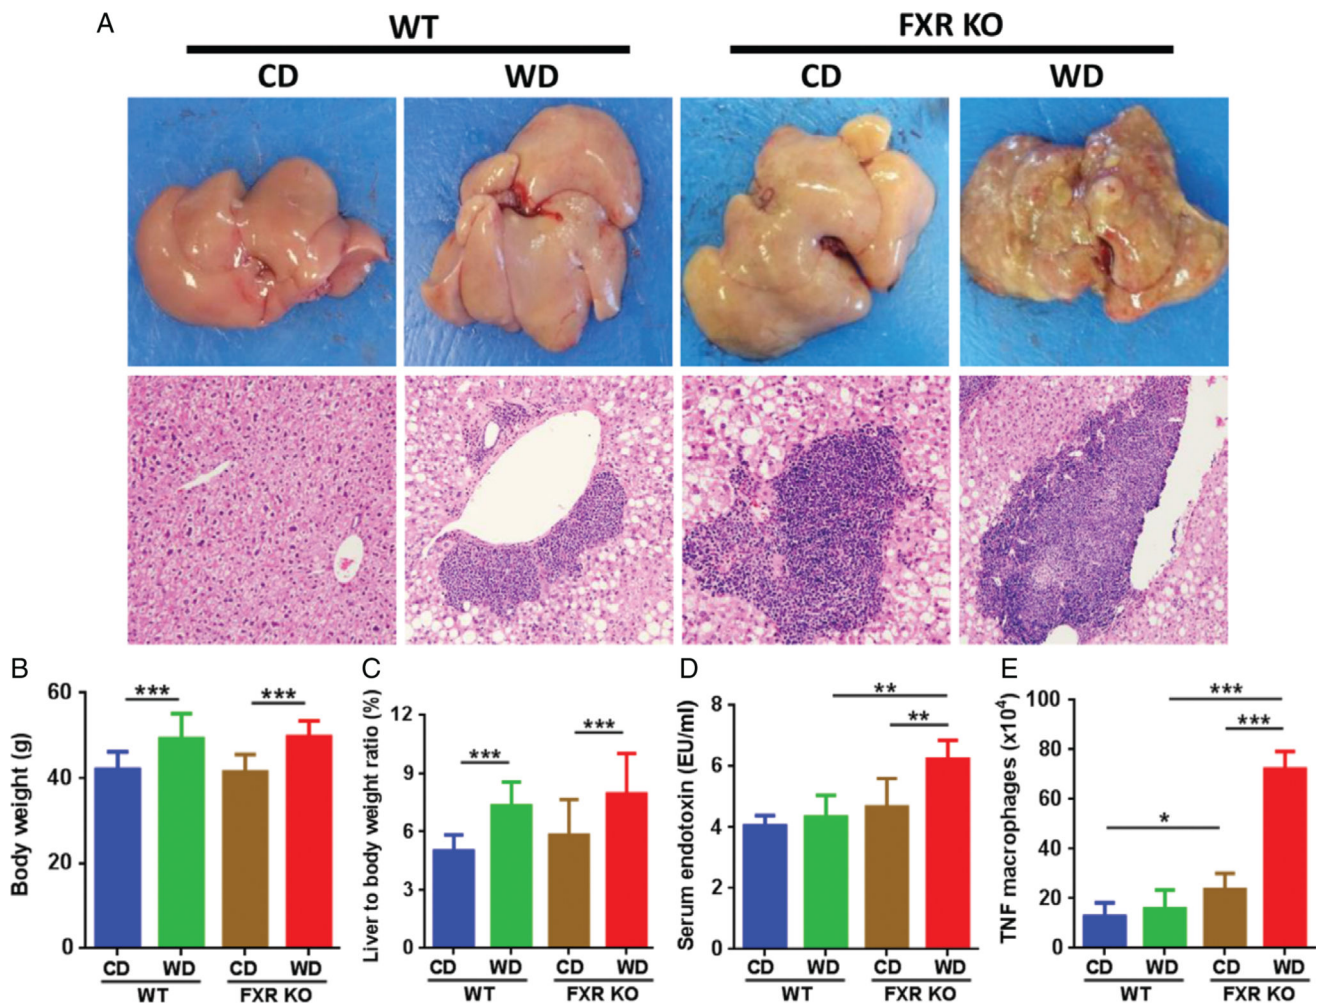 A
WT
FXR KO
CD
WD
CD
WD
B
Body weight (g)
60
40
20
0
***
***
CD
WD
CD
WD
WT
FXR KO
C
Liver to body weight ratio (%)
12
9
6
3
0
***
***
CD
WD
CD
WD
WT
FXR KO
D
Serum endotoxin (EU/ml)
8
6
4
2
0
**
**
CD
WD
CD
WD
WT
FXR KO
E
TNF macrophages (x10⁴)
100
80
60
40
20
0
***
***
*
CD
WD
CD
WD
WT
FXR KO